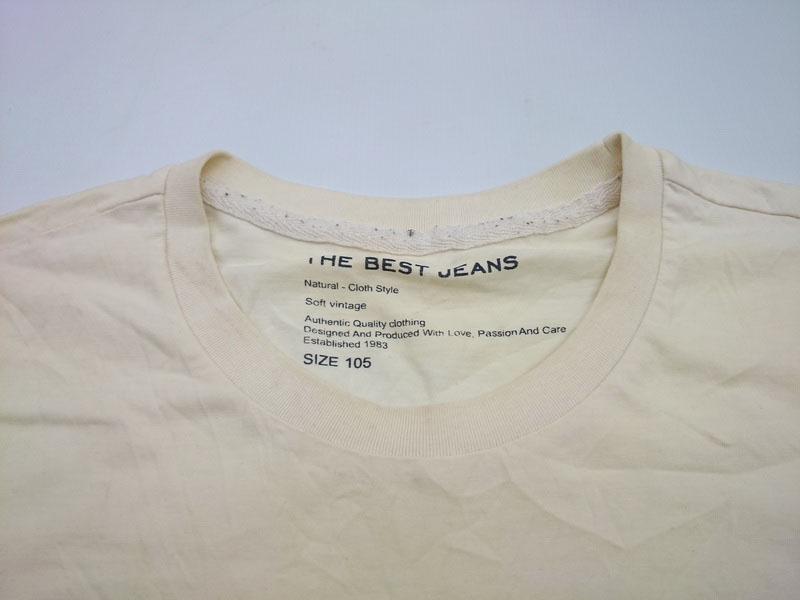 THE BEST JEANS
Natural - Cloth Style
Soft vintage
Authentic Quality clothing
Designed And Produced With Love, Passion And Care
Established 1983
SIZE 105